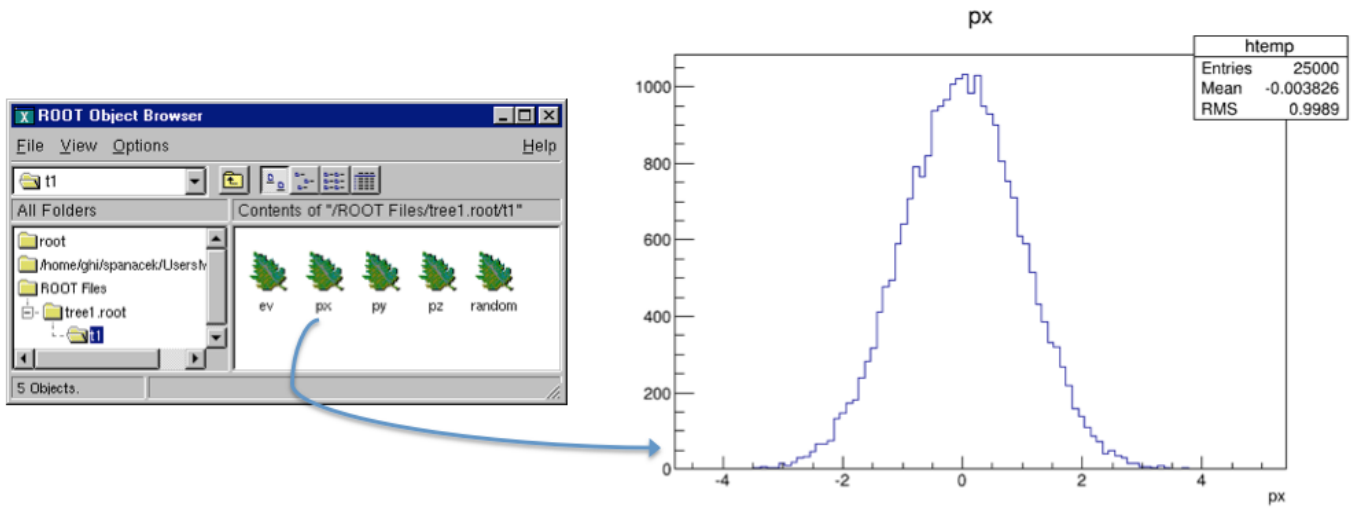 ROOT Object Browser
File View Options Help
t1
All Folders
Contents of "/ROOT Files/tree1.root/t1"
root
/home/ghi/spanacek/Users/v
ROOT Files
tree1.root
t1
ev px py pz random
5 Objects.
px
htemp
Entries 25000
Mean -0.003826
RMS 0.9989
1000
800
600
400
200
0
-4 -2 0 2 4
px